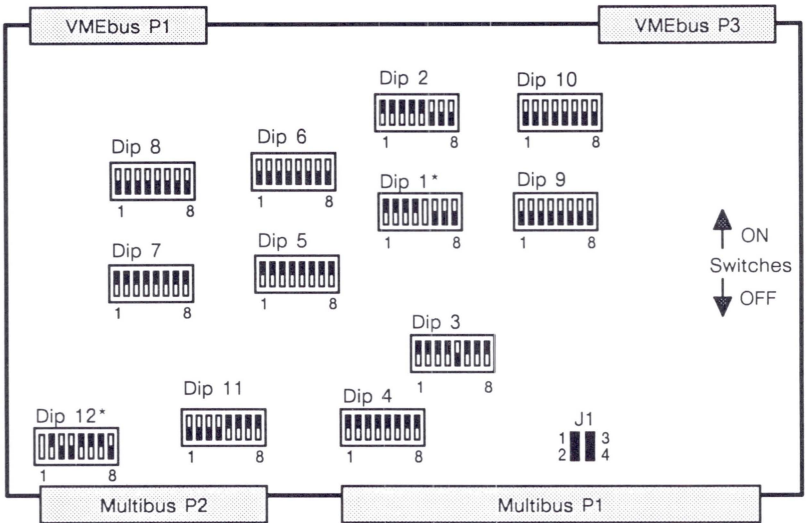 VMEbus P1
VMEbus P3
Dip 2
1 8
Dip 10
1 8
Dip 8
1 8
Dip 6
1 8
Dip 1*
1 8
Dip 9
1 8
ON
Switches
OFF
Dip 7
1 8
Dip 5
1 8
Dip 3
1 8
Dip 12*
1 8
Dip 11
1 8
Dip 4
1 8
J1
1 3
2 4
Multibus P2
Multibus P1